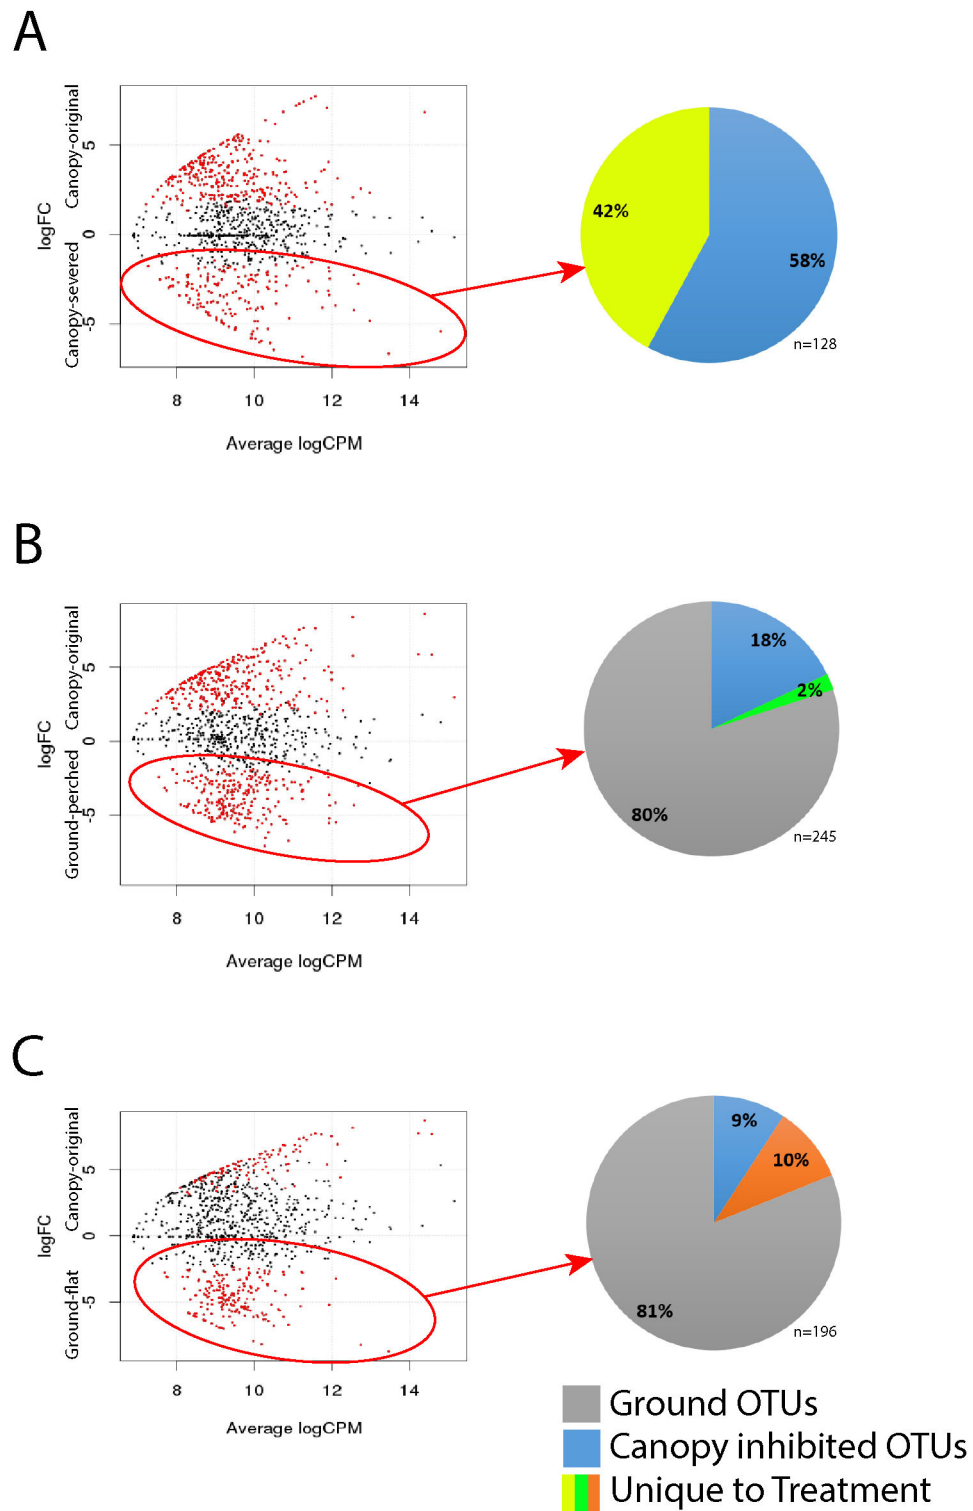 A
Canopy-original
logFC
Canopy-severed
5
0
-5
8 10 12 14
Average logCPM
42%
58%
n=128
B
Canopy-original
logFC
Ground-perched
5
0
-5
8 10 12 14
Average logCPM
18%
2%
80%
n=245
C
Canopy-original
logFC
Ground-flat
5
0
-5
8 10 12 14
Average logCPM
9%
10%
81%
n=196
Ground OTUs
Canopy inhibited OTUs
Unique to Treatment